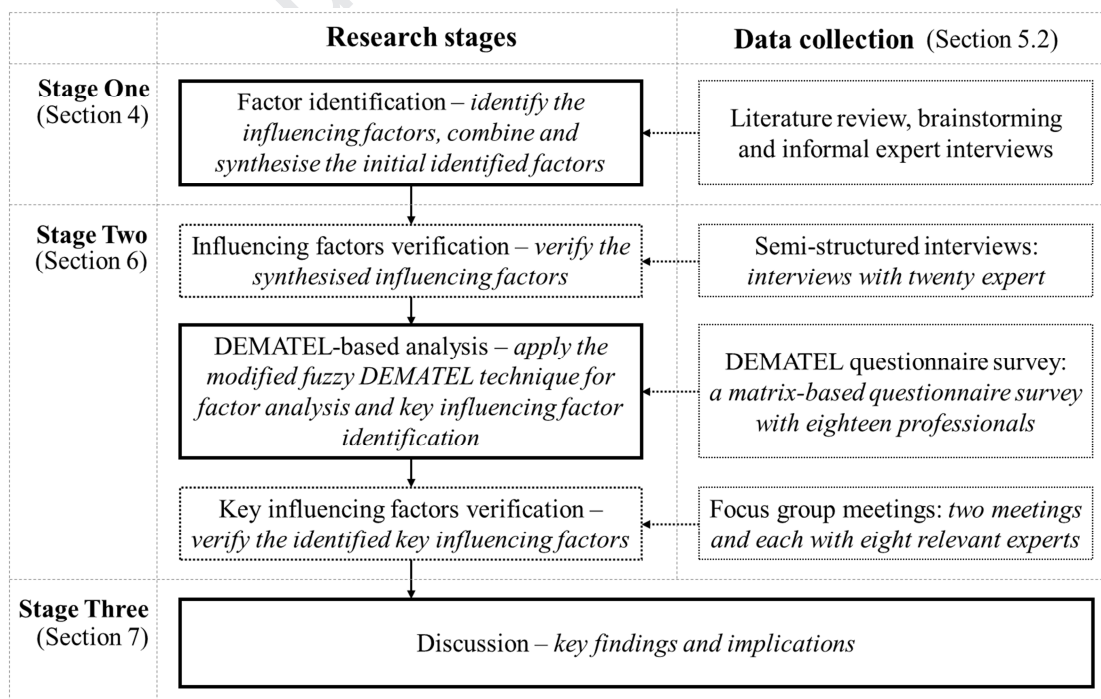 Research stages
Data collection (Section 5.2)
Stage One
(Section 4)
Factor identification – identify the
influencing factors, combine and
synthesise the initial identified factors
Literature review, brainstorming
and informal expert interviews
Stage Two
(Section 6)
Influencing factors verification – verify the
synthesised influencing factors
Semi-structured interviews:
interviews with twenty expert
DEMATEL-based analysis – apply the
modified fuzzy DEMATEL technique for
factor analysis and key influencing factor
identification
DEMATEL questionnaire survey:
a matrix-based questionnaire survey
with eighteen professionals
Key influencing factors verification –
verify the identified key influencing factors
Focus group meetings: two meetings
and each with eight relevant experts
Stage Three
(Section 7)
Discussion – key findings and implications